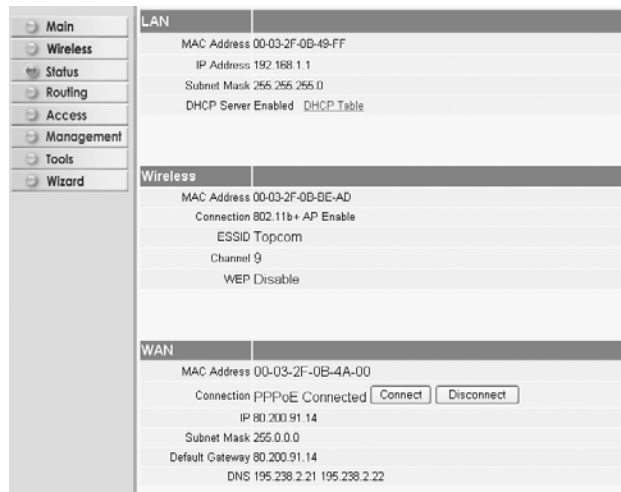 Main
Wireless
Status
Routing
Access
Management
Tools
Wizard
LAN
MAC Address 00-03-2F-0B-49-FF
IP Address 192.168.1.1
Subnet Mask 255.255.255.0
DHCP Server Enabled DHCP Table
Wireless
MAC Address 00-03-2F-0B-BE-AD
Connection 802.11b+ AP Enable
ESSID Topcom
Channel 9
WEP Disable
WAN
MAC Address 00-03-2F-0B-4A-00
Connection PPPoE Connected Connect Disconnect
IP 80.200.91.14
Subnet Mask 255.0.0.0
Default Gateway 80.200.91.14
DNS 195.238.2.21 195.238.2.22